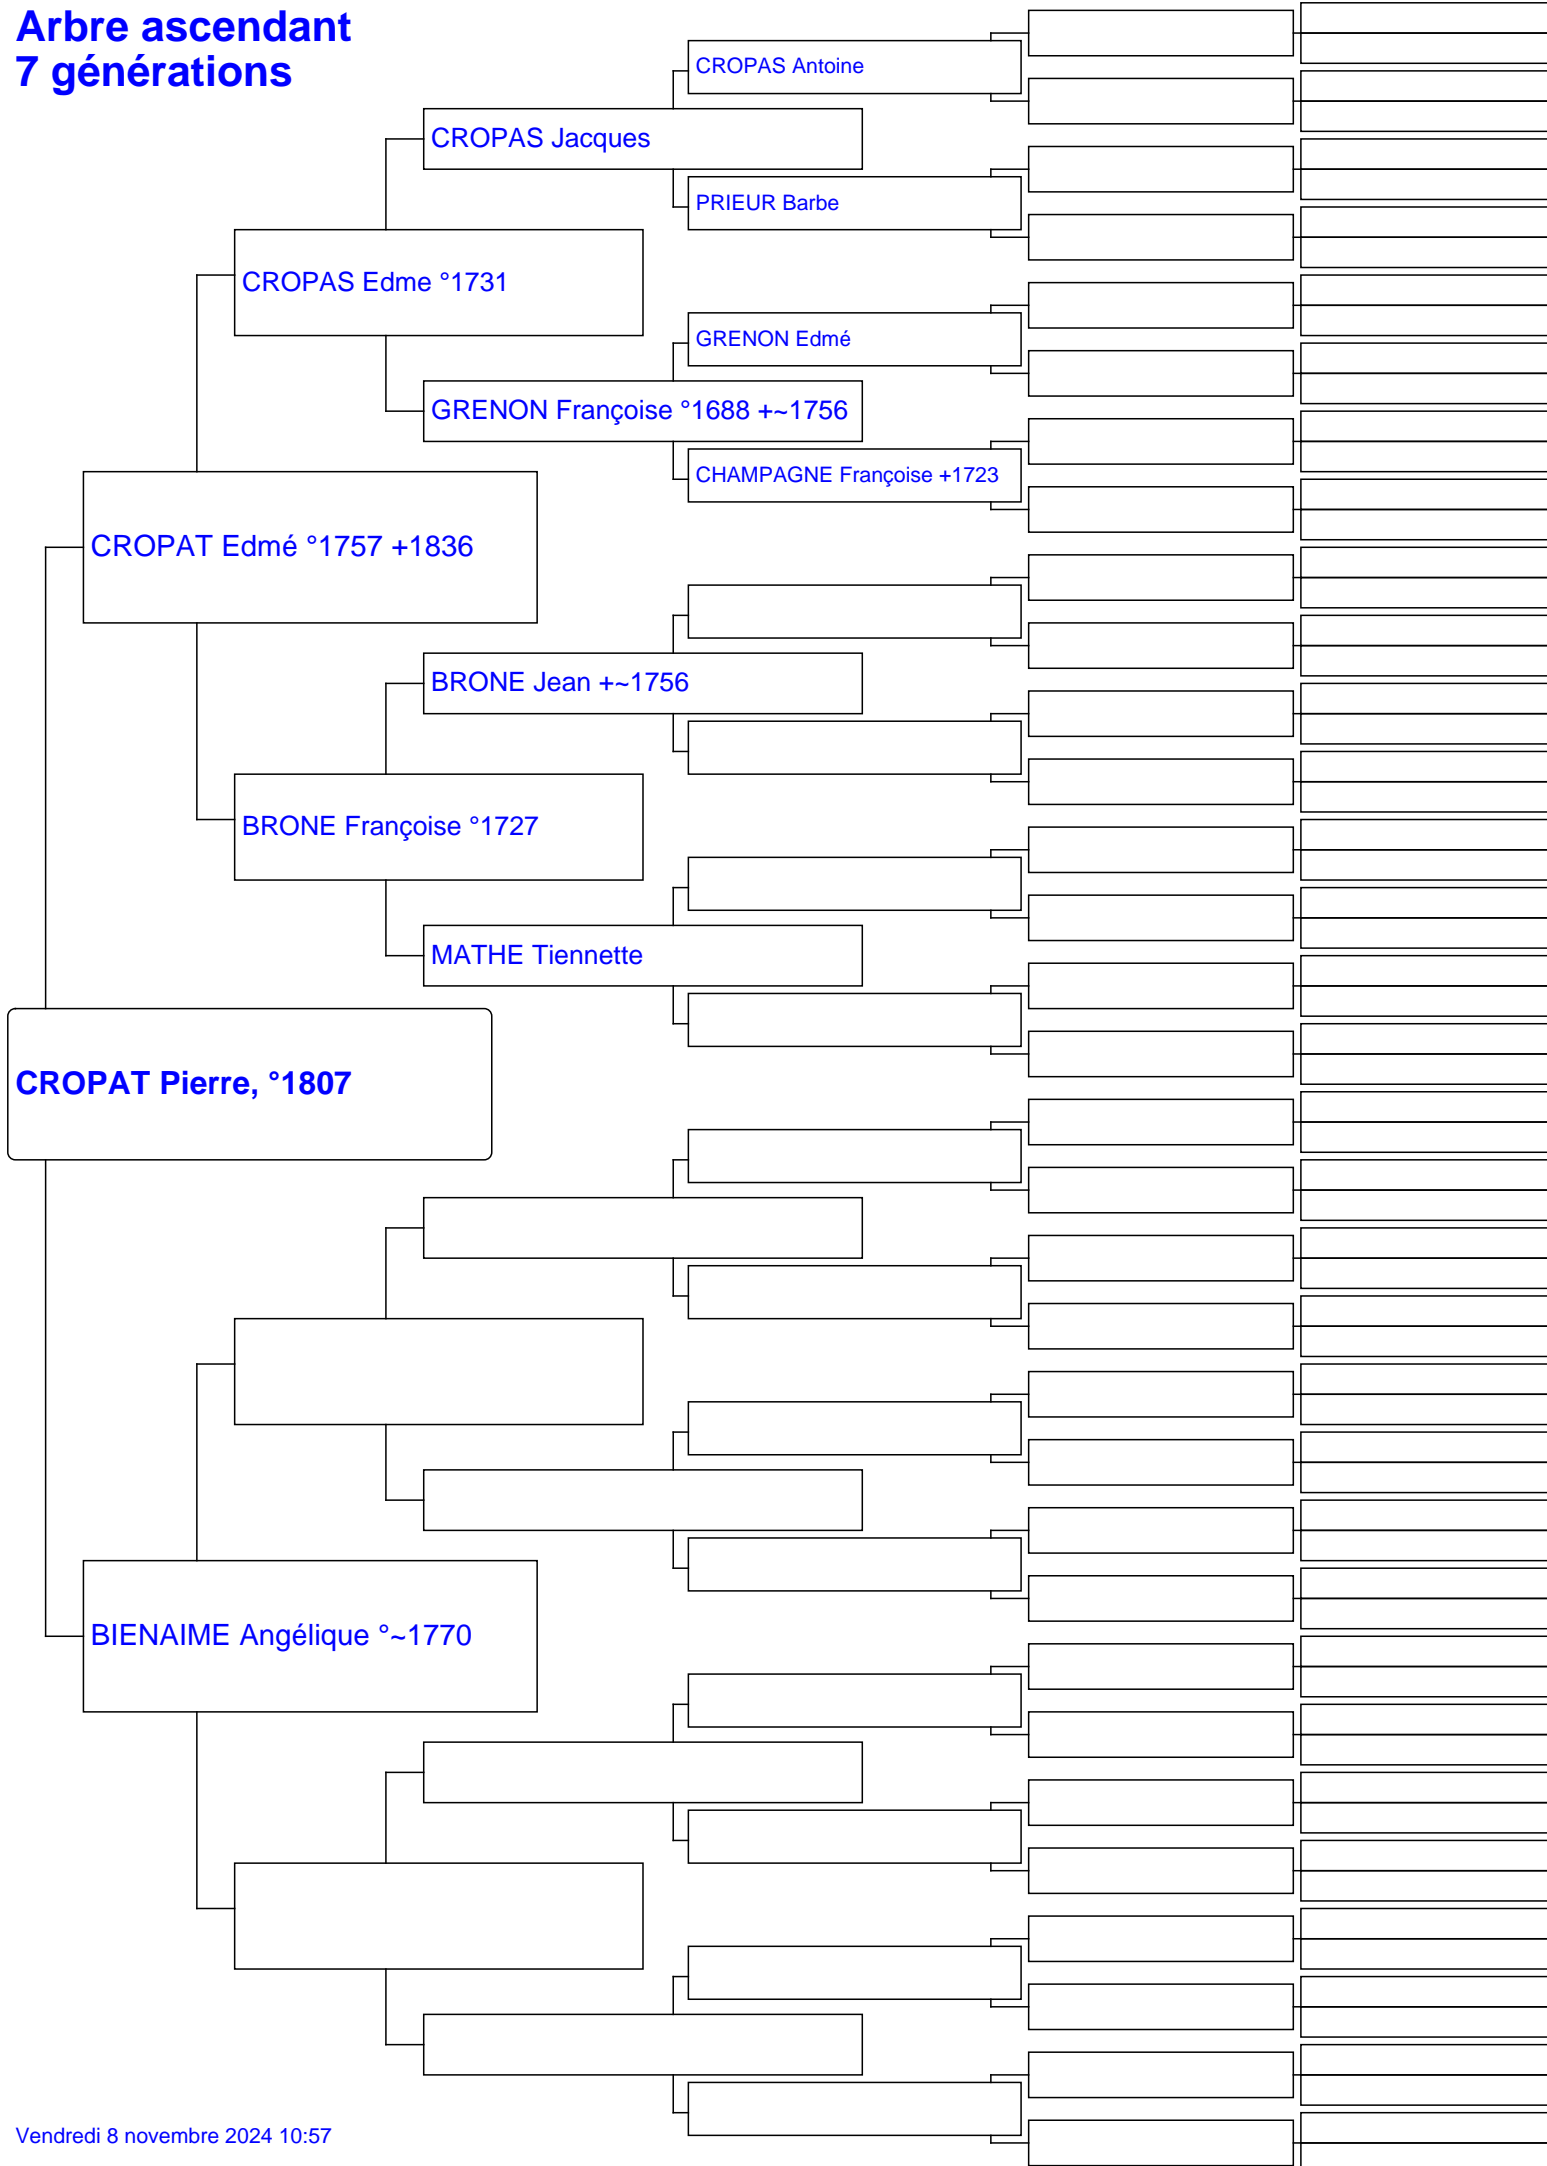 Arbre ascendant
7 générations
CROPAS Antoine
CROPAS Jacques
PRIEUR Barbe
CROPAS Edme °1731
GRENON Edmé
GRENON Françoise °1688 +~1756
CHAMPAGNE Françoise +1723
CROPAT Edmé °1757 +1836
BRONE Jean +~1756
BRONE Françoise °1727
MATHE Tiennette
CROPAT Pierre, °1807
BIENAIME Angélique °~1770
Vendredi 8 novembre 2024 10:57